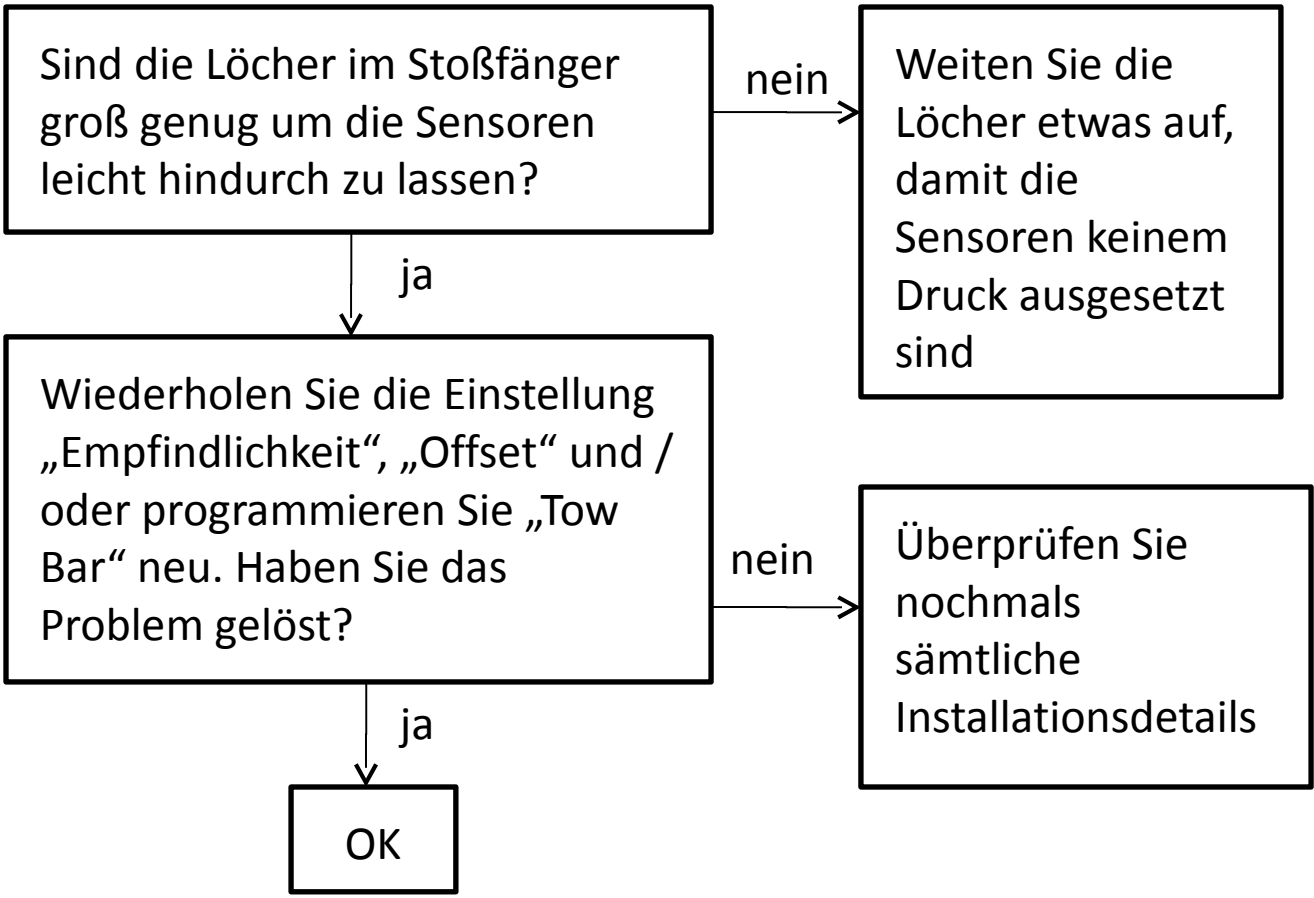 Sind die Löcher im Stoßfänger
groß genug um die Sensoren
leicht hindurch zu lassen?
nein
Weiten Sie die
Löcher etwas auf,
damit die
Sensoren keinem
Druck ausgesetzt
sind
ja
Wiederholen Sie die Einstellung
„Empfindlichkeit“, „Offset“ und /
oder programmieren Sie „Tow
Bar“ neu. Haben Sie das
Problem gelöst?
nein
Überprüfen Sie
nochmals
sämtliche
Installationsdetails
ja
OK